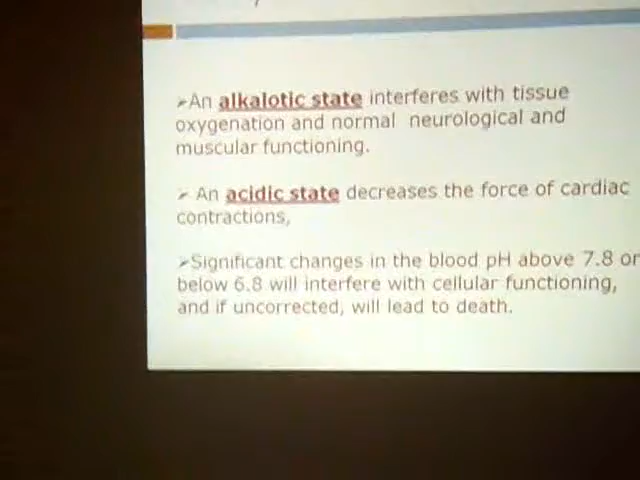 ➢An alkalotic state interferes with tissue
oxygenation and normal neurological and
muscular functioning.
➢ An acidic state decreases the force of cardiac
contractions,
➢Significant changes in the blood pH above 7.8 or
below 6.8 will interfere with cellular functioning,
and if uncorrected, will lead to death.